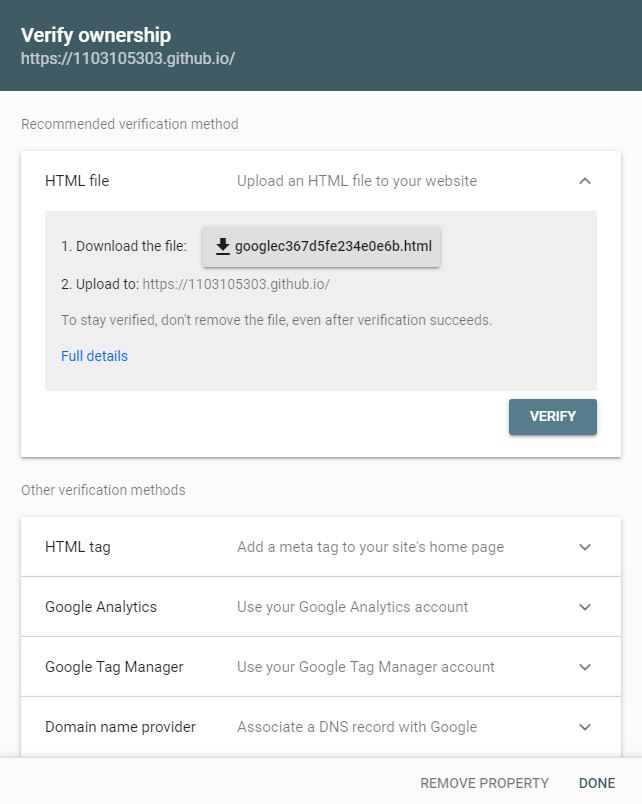 Verify ownership
https://1103105303.github.io/
Recommended verification method
HTML file Upload an HTML file to your website
1. Download the file: googlec367d5fe234e0e6b.html
2. Upload to: https://1103105303.github.io/
To stay verified, don't remove the file, even after verification succeeds.
Full details
VERIFY
Other verification methods
HTML tag Add a meta tag to your site's home page
Google Analytics Use your Google Analytics account
Google Tag Manager Use your Google Tag Manager account
Domain name provider Associate a DNS record with Google
REMOVE PROPERTY DONE